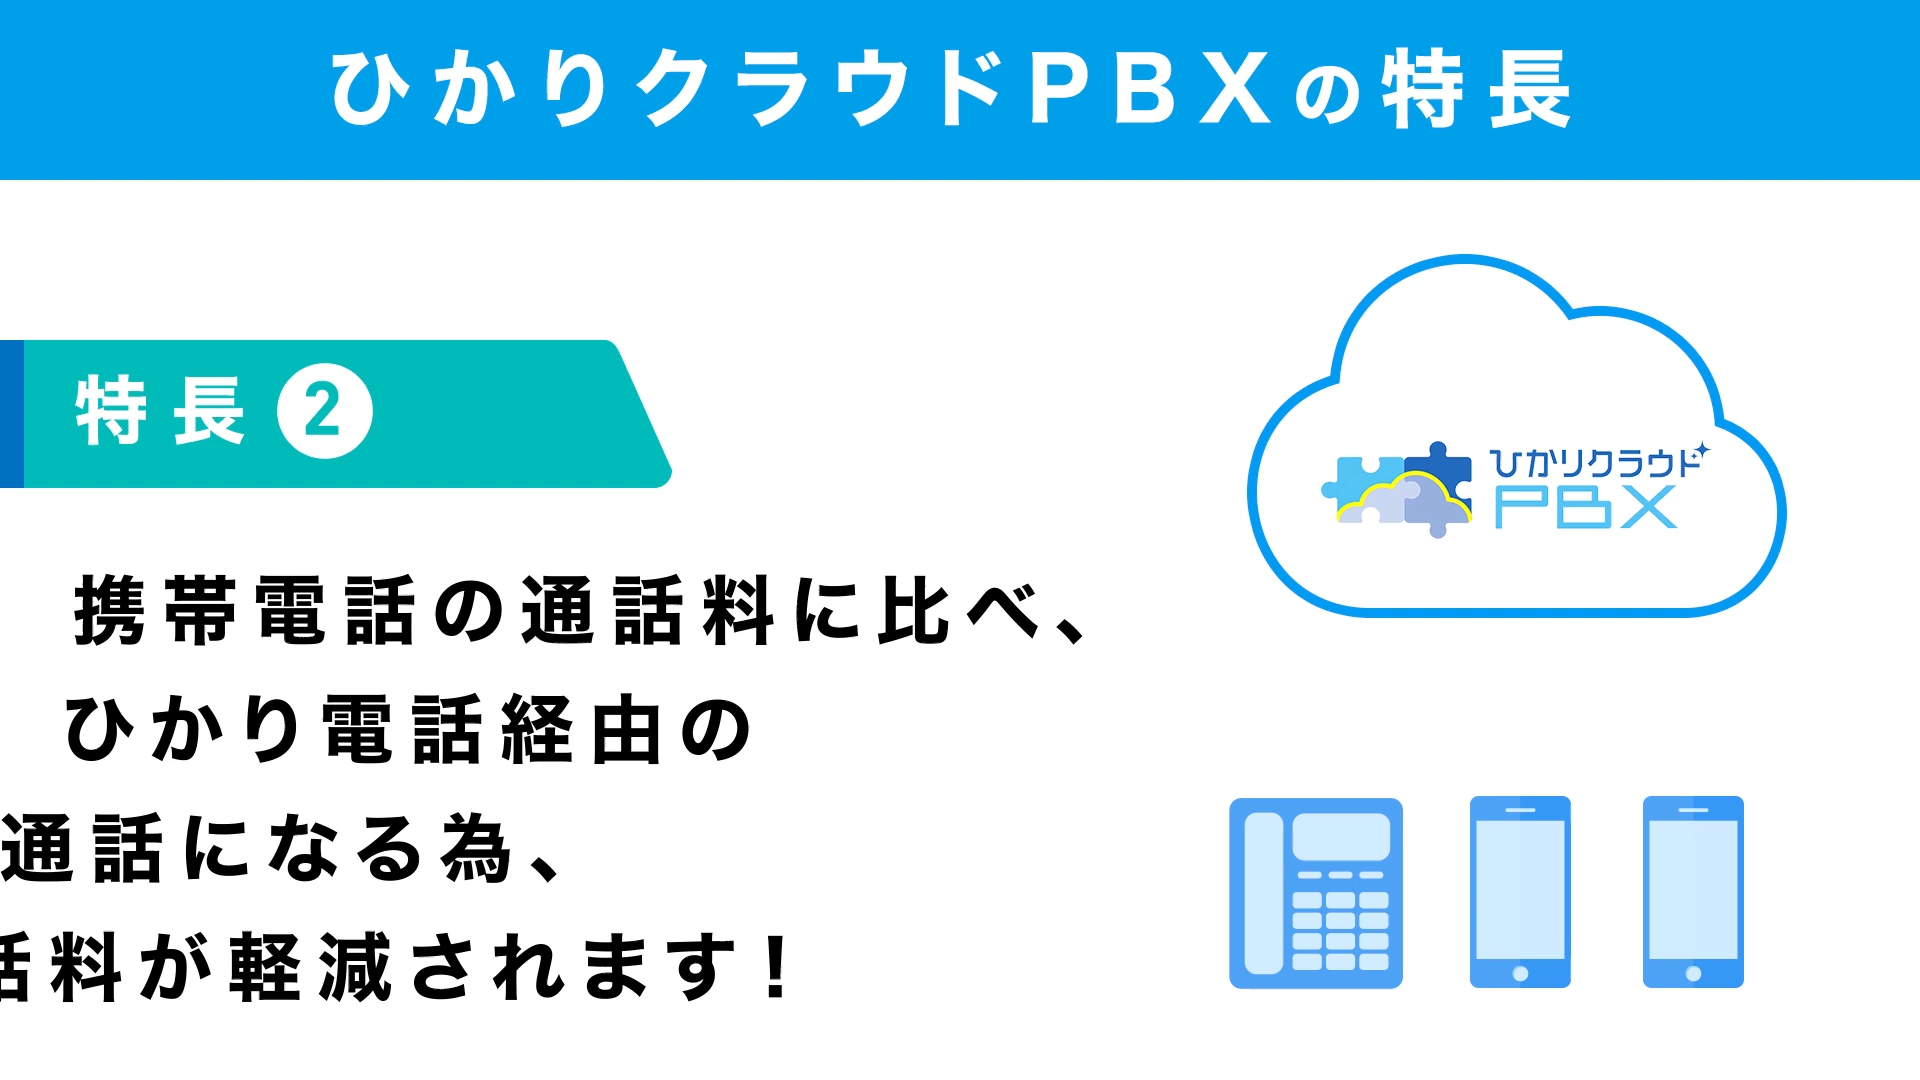 ひかりクラウドPBXの特長
特長2
ひかりクラウド
PBX
携帯電話の通話料に比べ、
ひかり電話経由の
通話になる為、
話料が軽減されます！